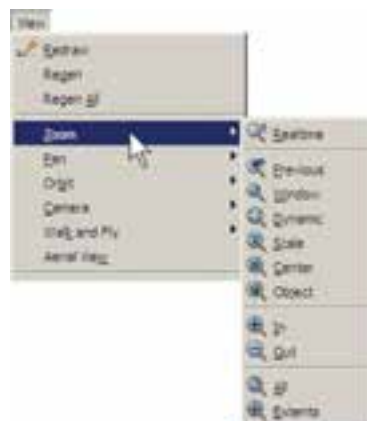 View
Redraw
Regen
Regen All
Zoom
Pan
Orbit
Camera
Walk and Fly
Aerial View
Realtime
Previous
Window
Dynamic
Scale
Center
Object
In
Out
All
Extents